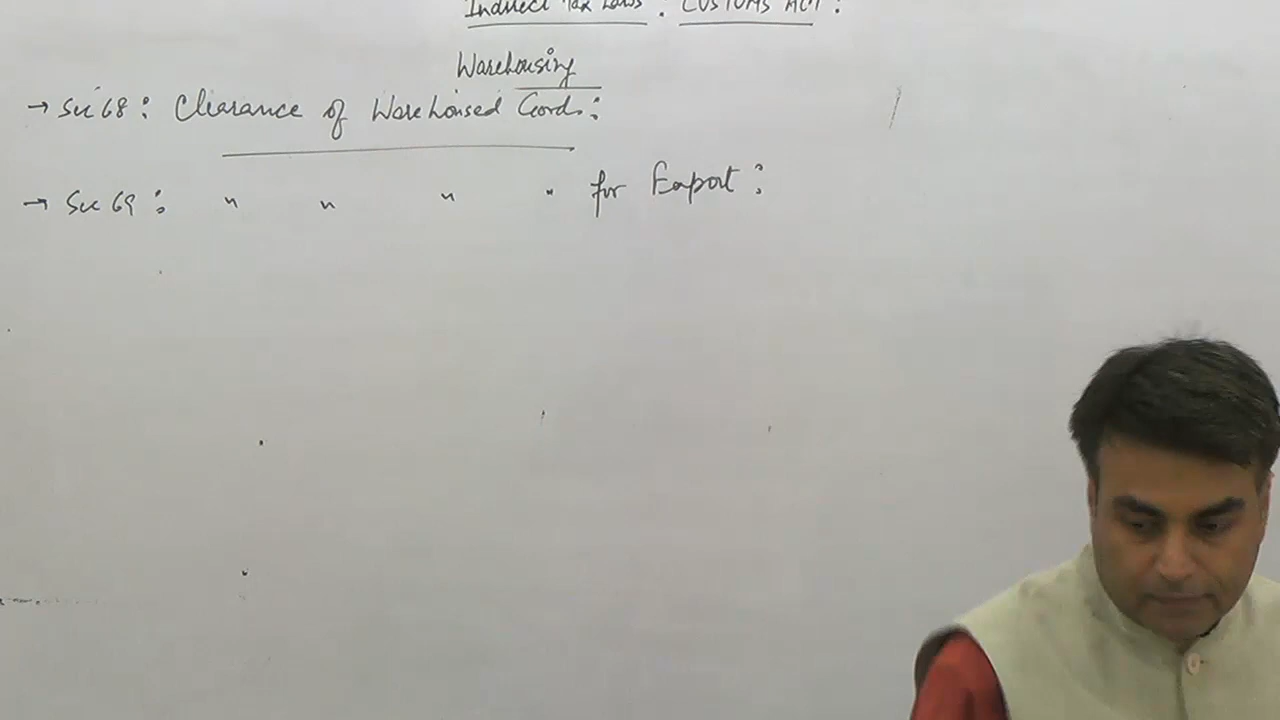 Indirect Tax Laws : CUSTOMS ACT :
Warehousing
→ Sec 68 : Clearance of Warehoused Goods :
→ Sec 69 : " " " " for Export :